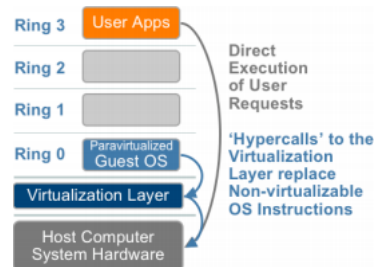 Ring 3
User Apps
Ring 2
Ring 1
Ring 0
Paravirtualized
Guest OS
Virtualization Layer
Host Computer
System Hardware
Direct
Execution
of User
Requests
‘Hypercalls’ to the
Virtualization
Layer replace
Non-virtualizable
OS Instructions